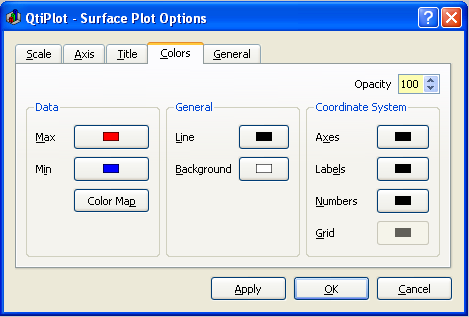 QtiPlot - Surface Plot Options
Scale Axis Title Colors General
Opacity 100
Data General Coordinate System
Max Line Axes
Min Background Labels
Color Map Numbers
Grid
Apply OK Cancel